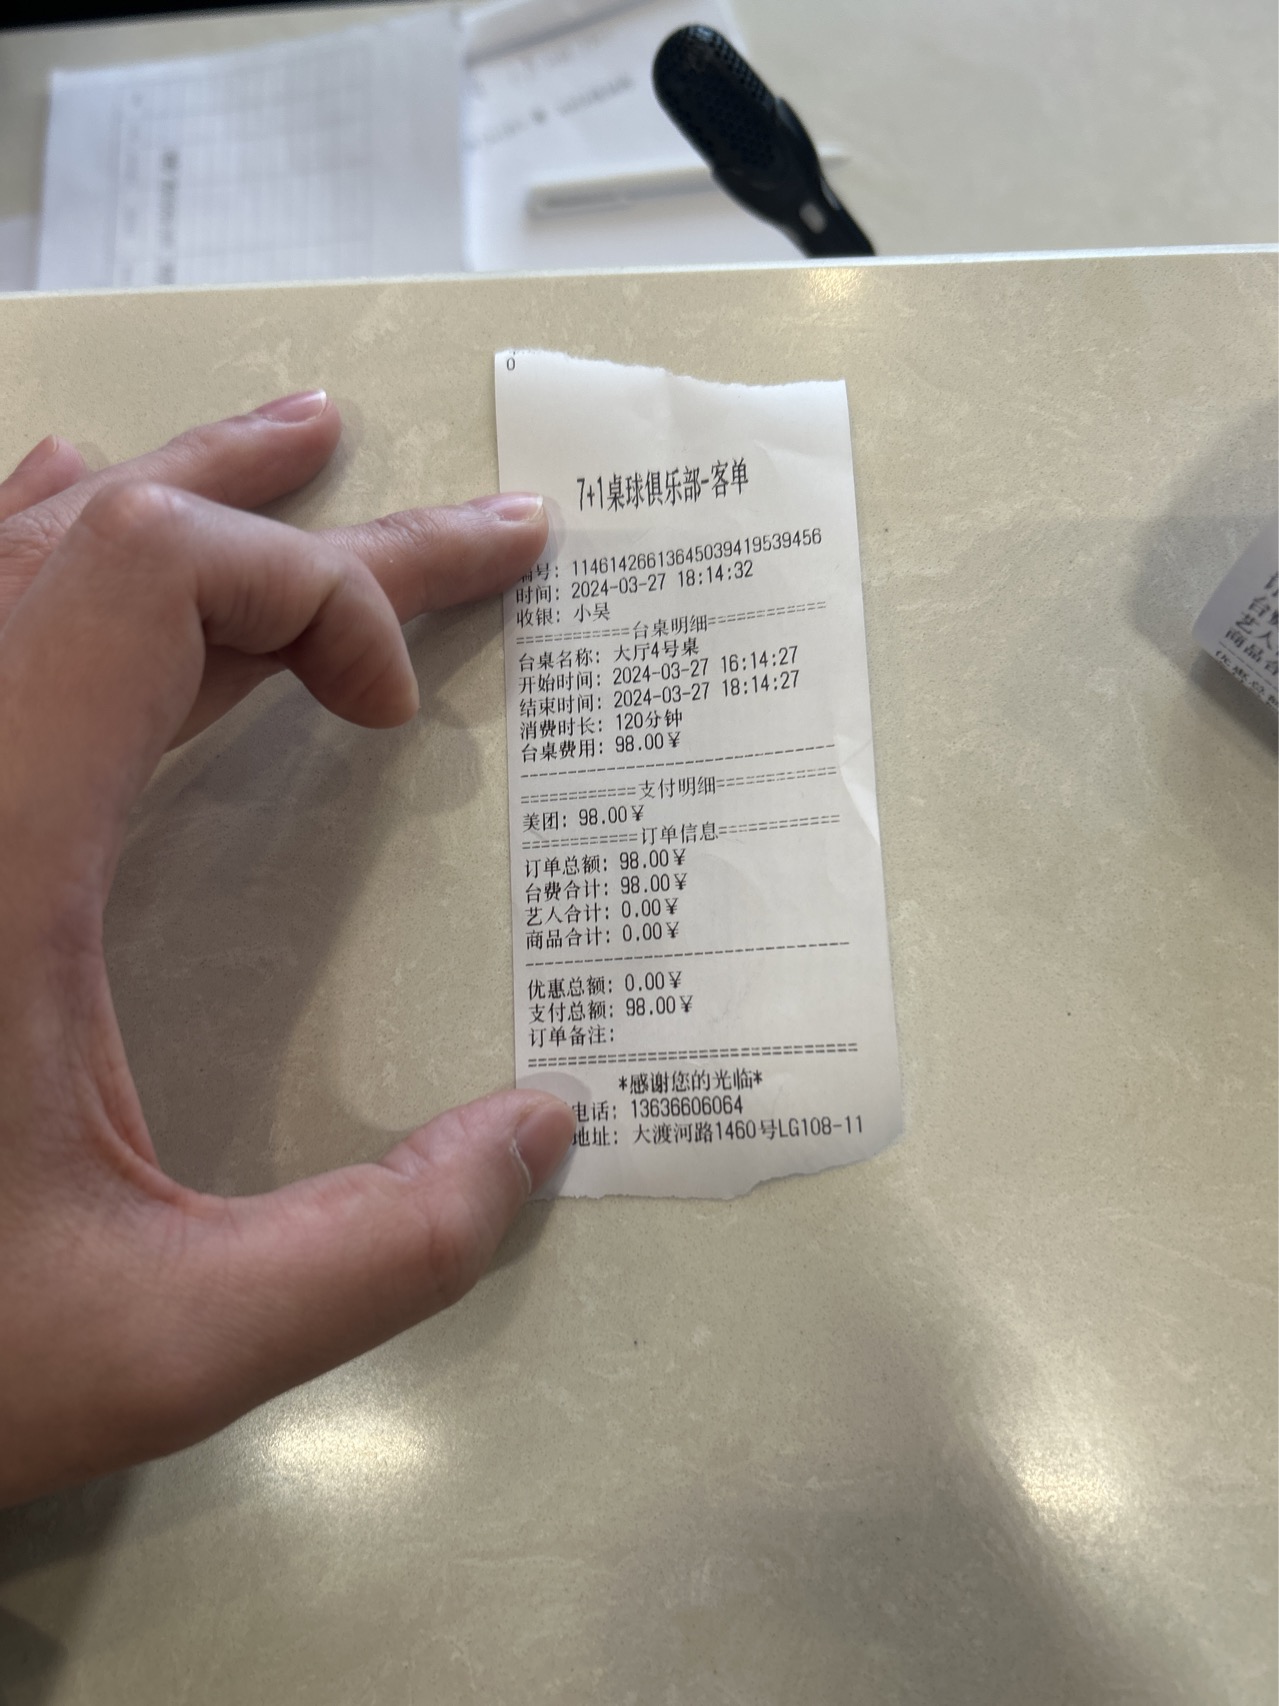 0
7+1桌球俱乐部-客单
编号: 11461426613645039419539456
时间: 2024-03-27 18:14:32
收银: 小吴
============台桌明细============
台桌名称: 大厅4号桌
开始时间: 2024-03-27 16:14:27
结束时间: 2024-03-27 18:14:27
消费时长: 120分钟
台桌费用: 98.00¥
--------------------------------
============支付明细============
美团: 98.00¥
============订单信息============
订单总额: 98.00¥
台费合计: 98.00¥
艺人合计: 0.00¥
商品合计: 0.00¥
--------------------------------
优惠总额: 0.00¥
支付总额: 98.00¥
订单备注:
================================
*感谢您的光临*
电话: 13636606064
地址: 大渡河路1460号LG108-11
台
艺人
商品合